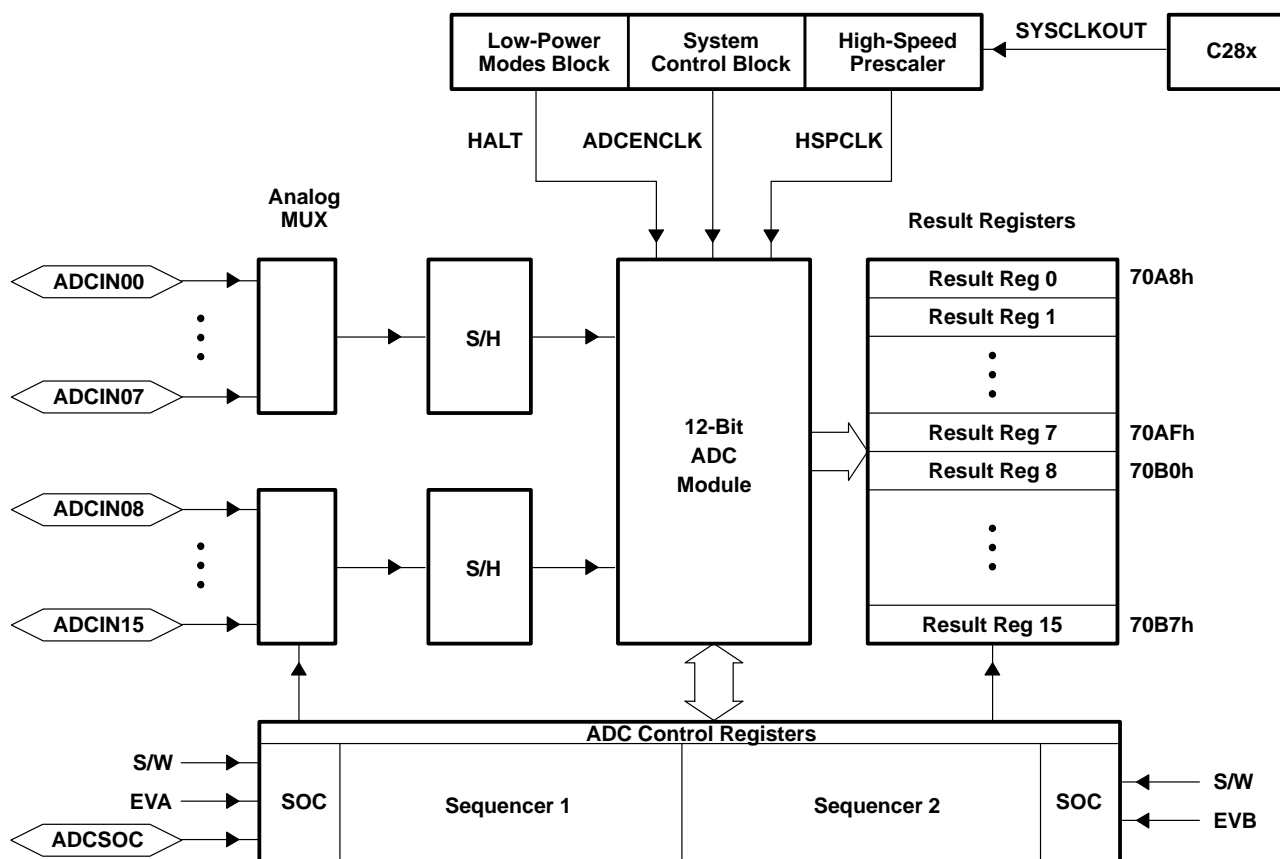 Low-Power
Modes Block
System
Control Block
High-Speed
Prescaler
SYSCLKOUT
C28x
HALT
ADCENCLK
HSPCLK
Analog
MUX
Result Registers
ADCIN00
ADCIN07
S/H
12-Bit
ADC
Module
Result Reg 0
70A8h
Result Reg 1
Result Reg 7
70AFh
Result Reg 8
70B0h
ADCIN08
ADCIN15
S/H
Result Reg 15
70B7h
ADC Control Registers
S/W
EVA
ADCSOC
SOC
Sequencer 1
Sequencer 2
SOC
S/W
EVB